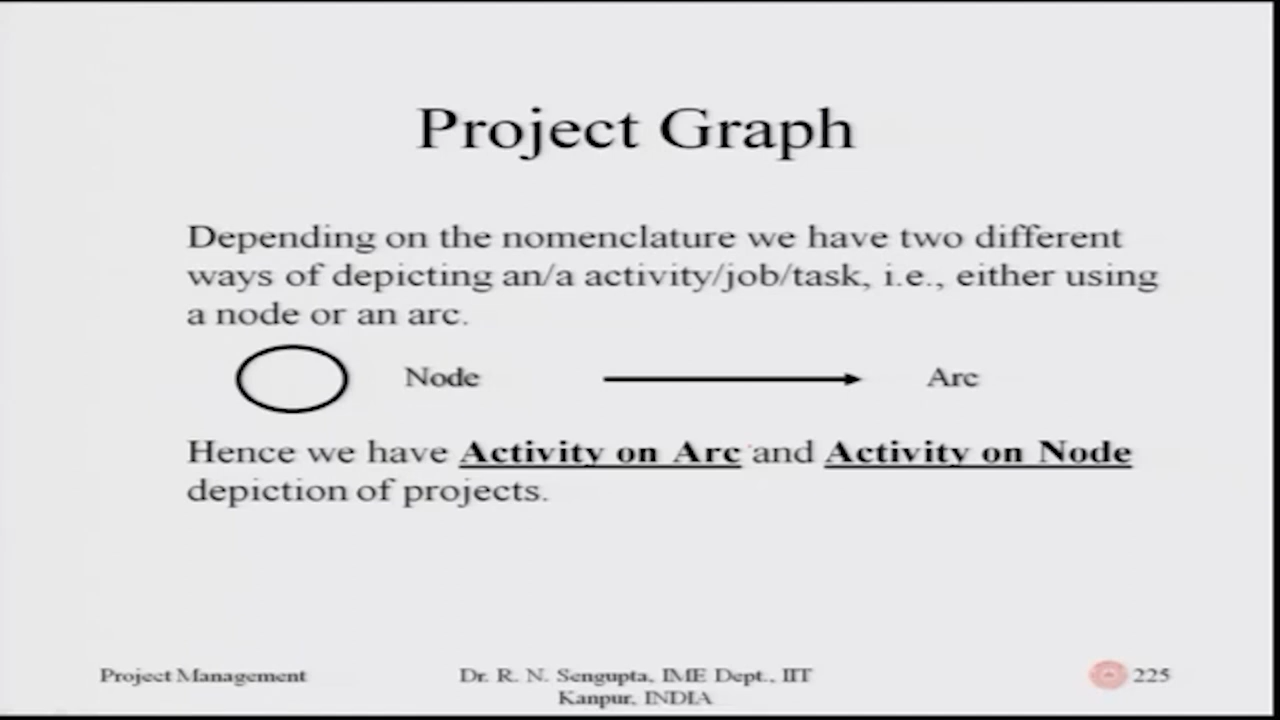 Project Graph
Depending on the nomenclature we have two different
ways of depicting an/a activity/job/task, i.e., either using
a node or an arc.
Node Arc
Hence we have Activity on Arc and Activity on Node
depiction of projects.
Project Management
Dr. R. N. Sengupta, IME Dept., IIT
Kanpur, INDIA
225